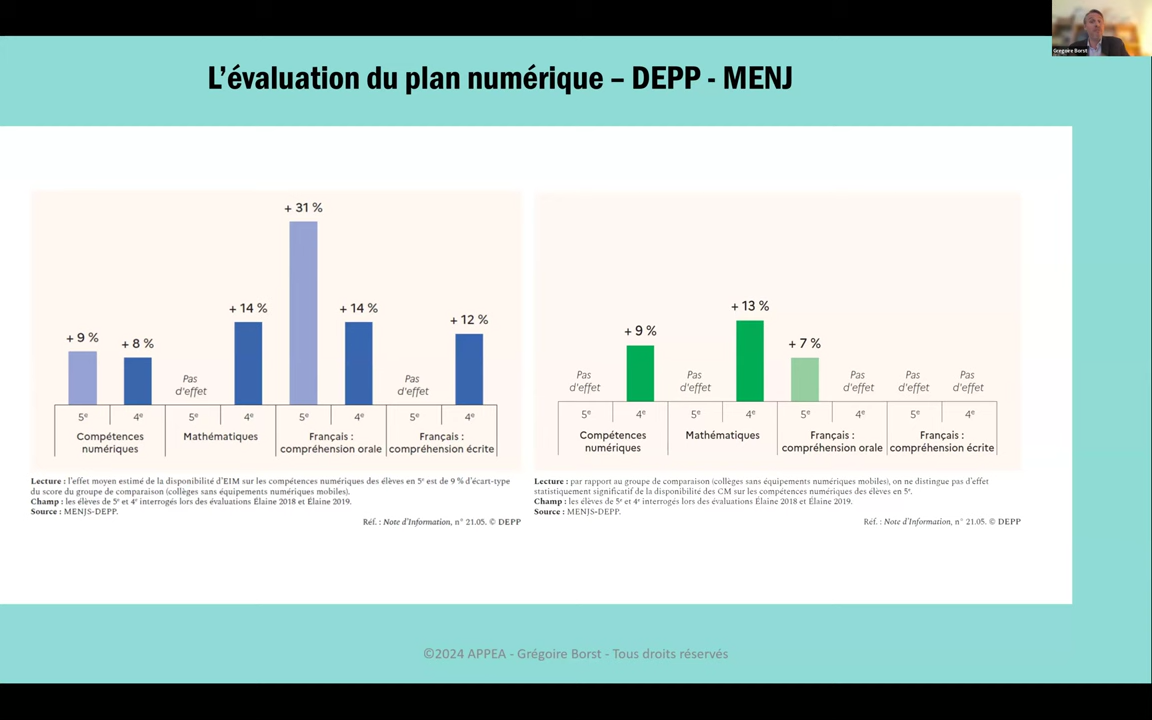 Grégoire Borst
L'évaluation du plan numérique – DEPP - MENJ
+ 9 %
+ 8 %
Pas
d'effet
+ 14 %
+ 31 %
+ 14 %
Pas
d'effet
+ 12 %
5e 4e 5e 4e 5e 4e 5e 4e
Compétences
numériques
Mathématiques
Français :
compréhension orale
Français :
compréhension écrite
Lecture : l'effet moyen estimé de la disponibilité d'EIM sur les compétences numériques des élèves en 5e est de 9 % d'écart-type
du score du groupe de comparaison (collèges sans équipements numériques mobiles).
Champ : les élèves de 5e et 4e interrogés lors des évaluations Élaine 2018 et Élaine 2019.
Source : MENJS-DEPP.
Réf. : Note d'Information, n° 21.05. © DEPP
Pas
d'effet
+ 9 %
Pas
d'effet
+ 13 %
+ 7 %
Pas
d'effet
Pas
d'effet
Pas
d'effet
5e 4e 5e 4e 5e 4e 5e 4e
Compétences
numériques
Mathématiques
Français :
compréhension orale
Français :
compréhension écrite
Lecture : par rapport au groupe de comparaison (collèges sans équipements numériques mobiles), on ne distingue pas d'effet
statistiquement significatif de la disponibilité des CM sur les compétences numériques des élèves en 5e.
Champ : les élèves de 5e et 4e interrogés lors des évaluations Élaine 2018 et Élaine 2019.
Source : MENJS-DEPP.
Réf. : Note d'Information, n° 21.05. © DEPP
©2024 APPEA - Grégoire Borst - Tous droits réservés